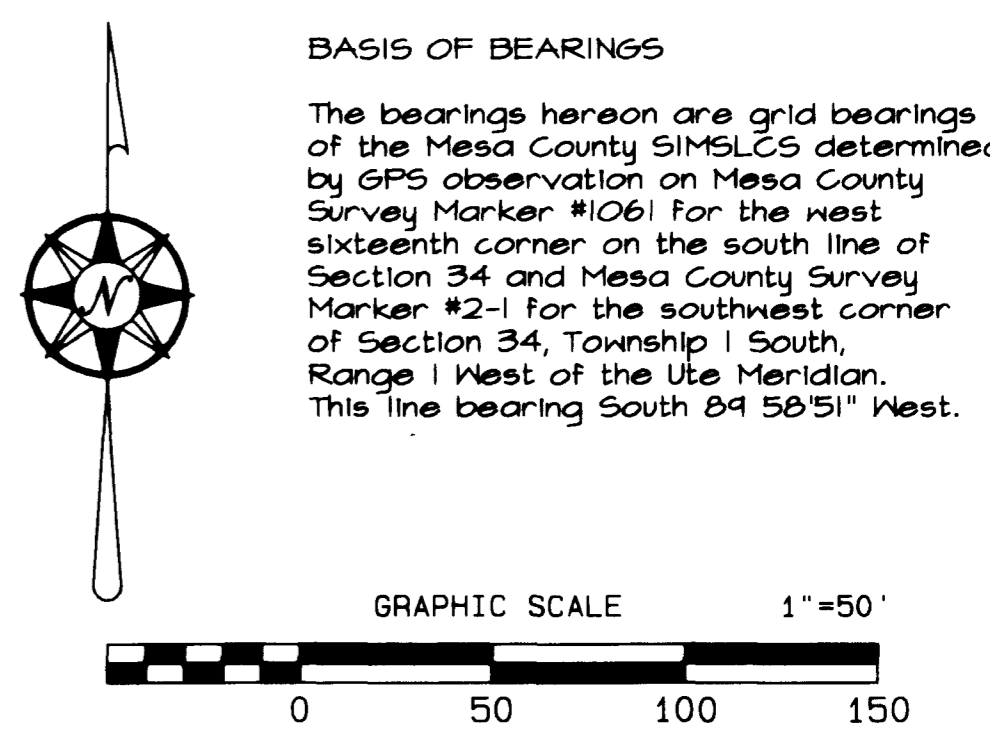 BASIS OF BEARINGS
The bearings hereon are grid bearings
of the Mesa County SIMSLCS determined
by GPS observation on Mesa County
Survey Marker #1061 for the west
sixteenth corner on the south line of
Section 34 and Mesa County Survey
Marker #2-1 for the southwest corner
of Section 34, Township 1 South,
Range 1 West of the Ute Meridian.
This line bearing South 89 58'51" West.
N
GRAPHIC SCALE 1"=50'
0 50 100 150